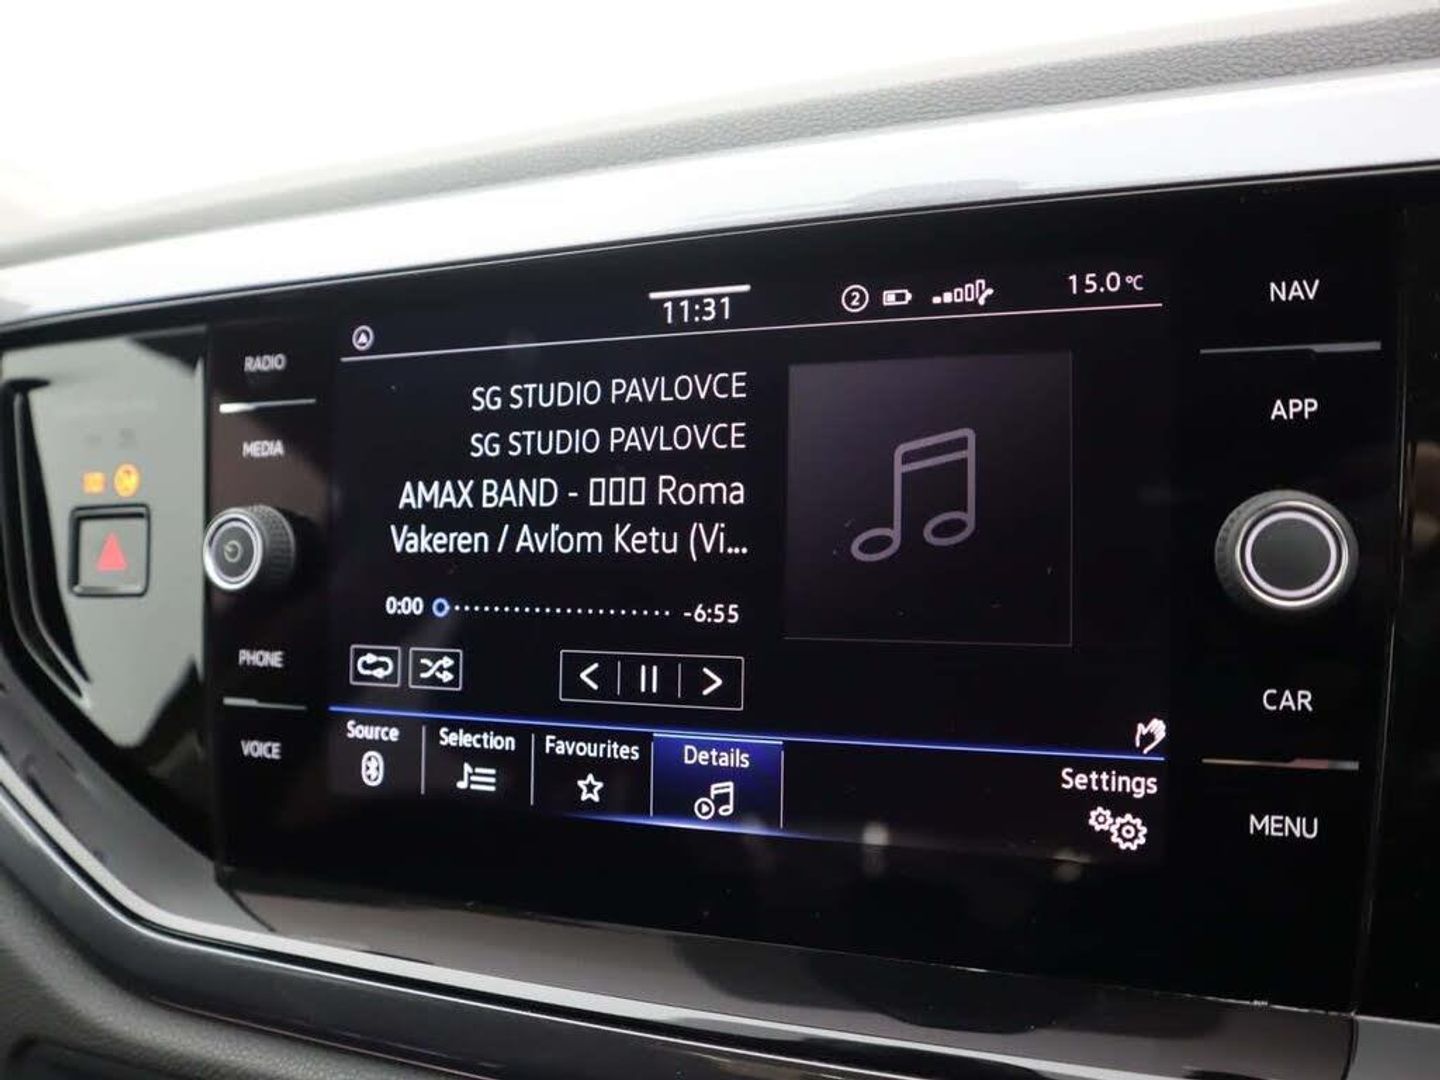 11:31
2
15.0°C
NAV
RADIO
APP
MEDIA
SG STUDIO PAVLOVCE
SG STUDIO PAVLOVCE
AMAX BAND - ▯▯▯ Roma
Vakeren / Avľom Ketu (Vi...
0:00
-6:55
PHONE
CAR
VOICE
Source
Selection
Favourites
Details
Settings
MENU